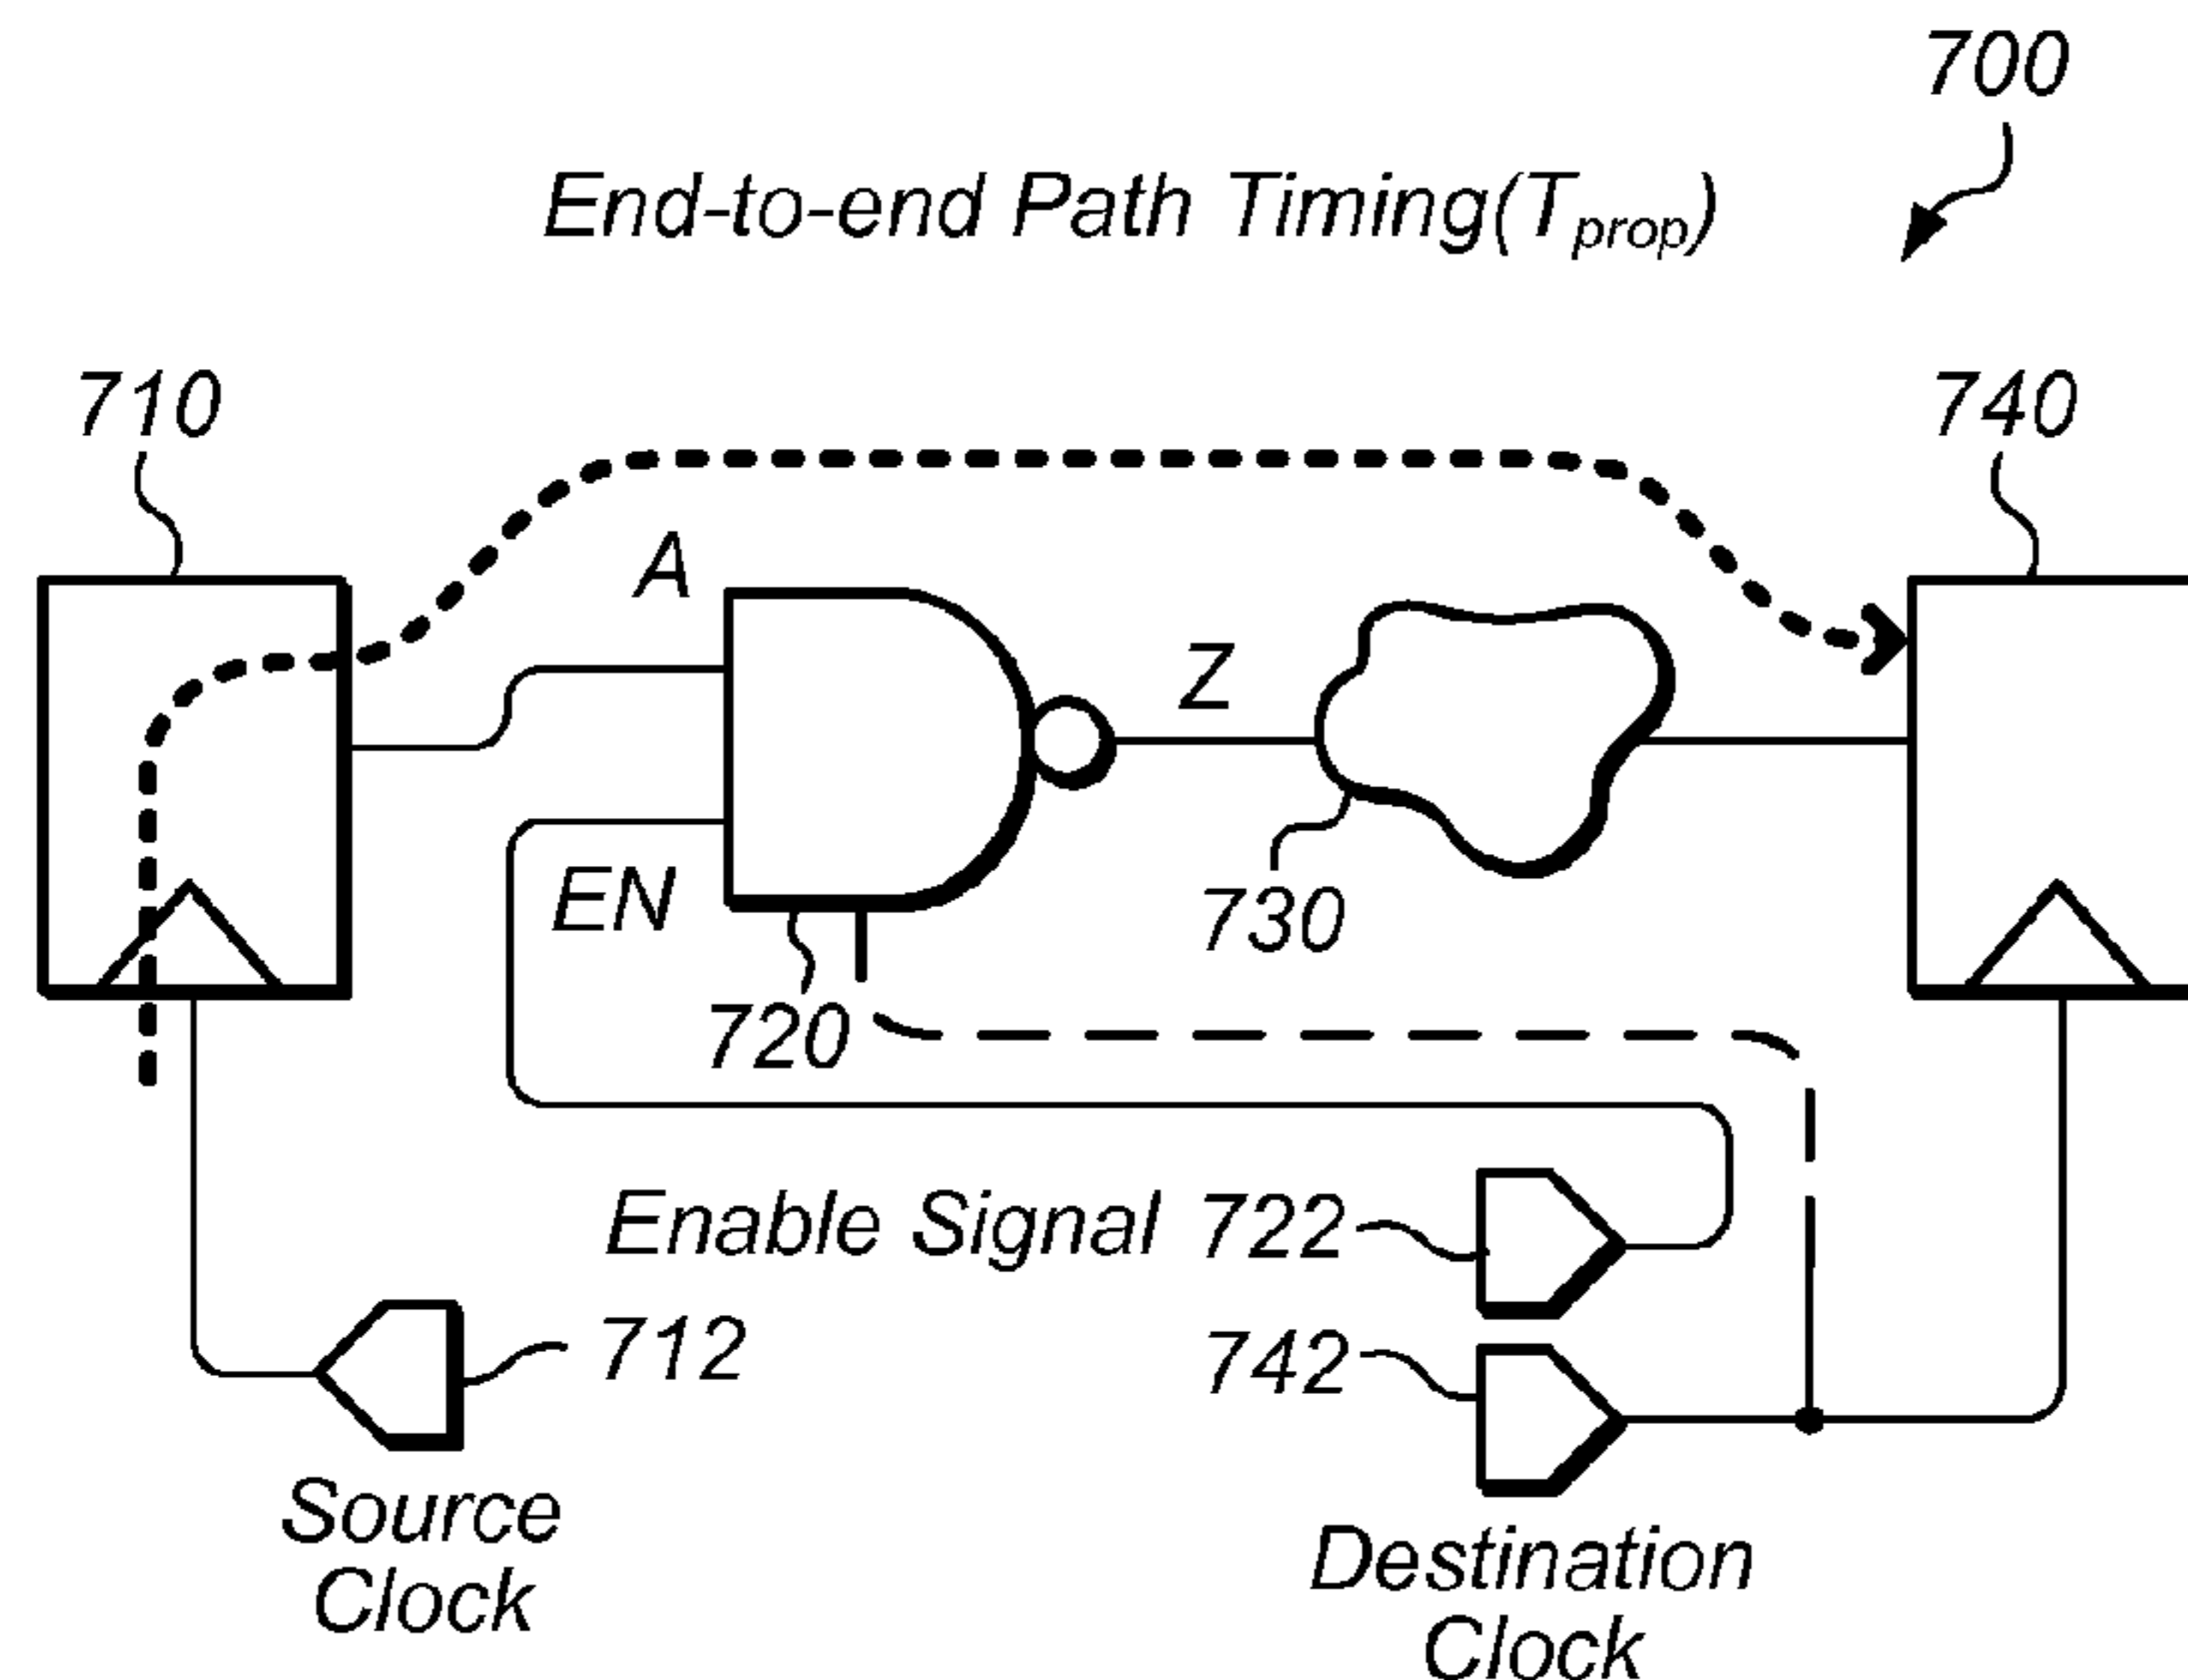 700
End-to-end Path Timing(Tprop)
710
740
A
Z
EN
730
720
Enable Signal 722
712
742
Source
Clock
Destination
Clock